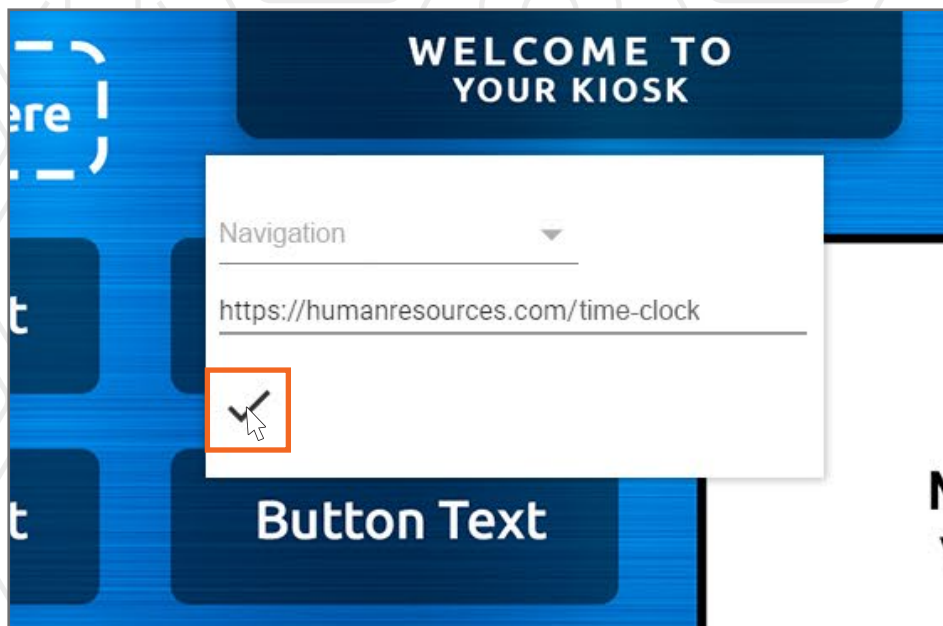 WELCOME TO
YOUR KIOSK
ere
Navigation
https://humanresources.com/time-clock
t
t
Button Text